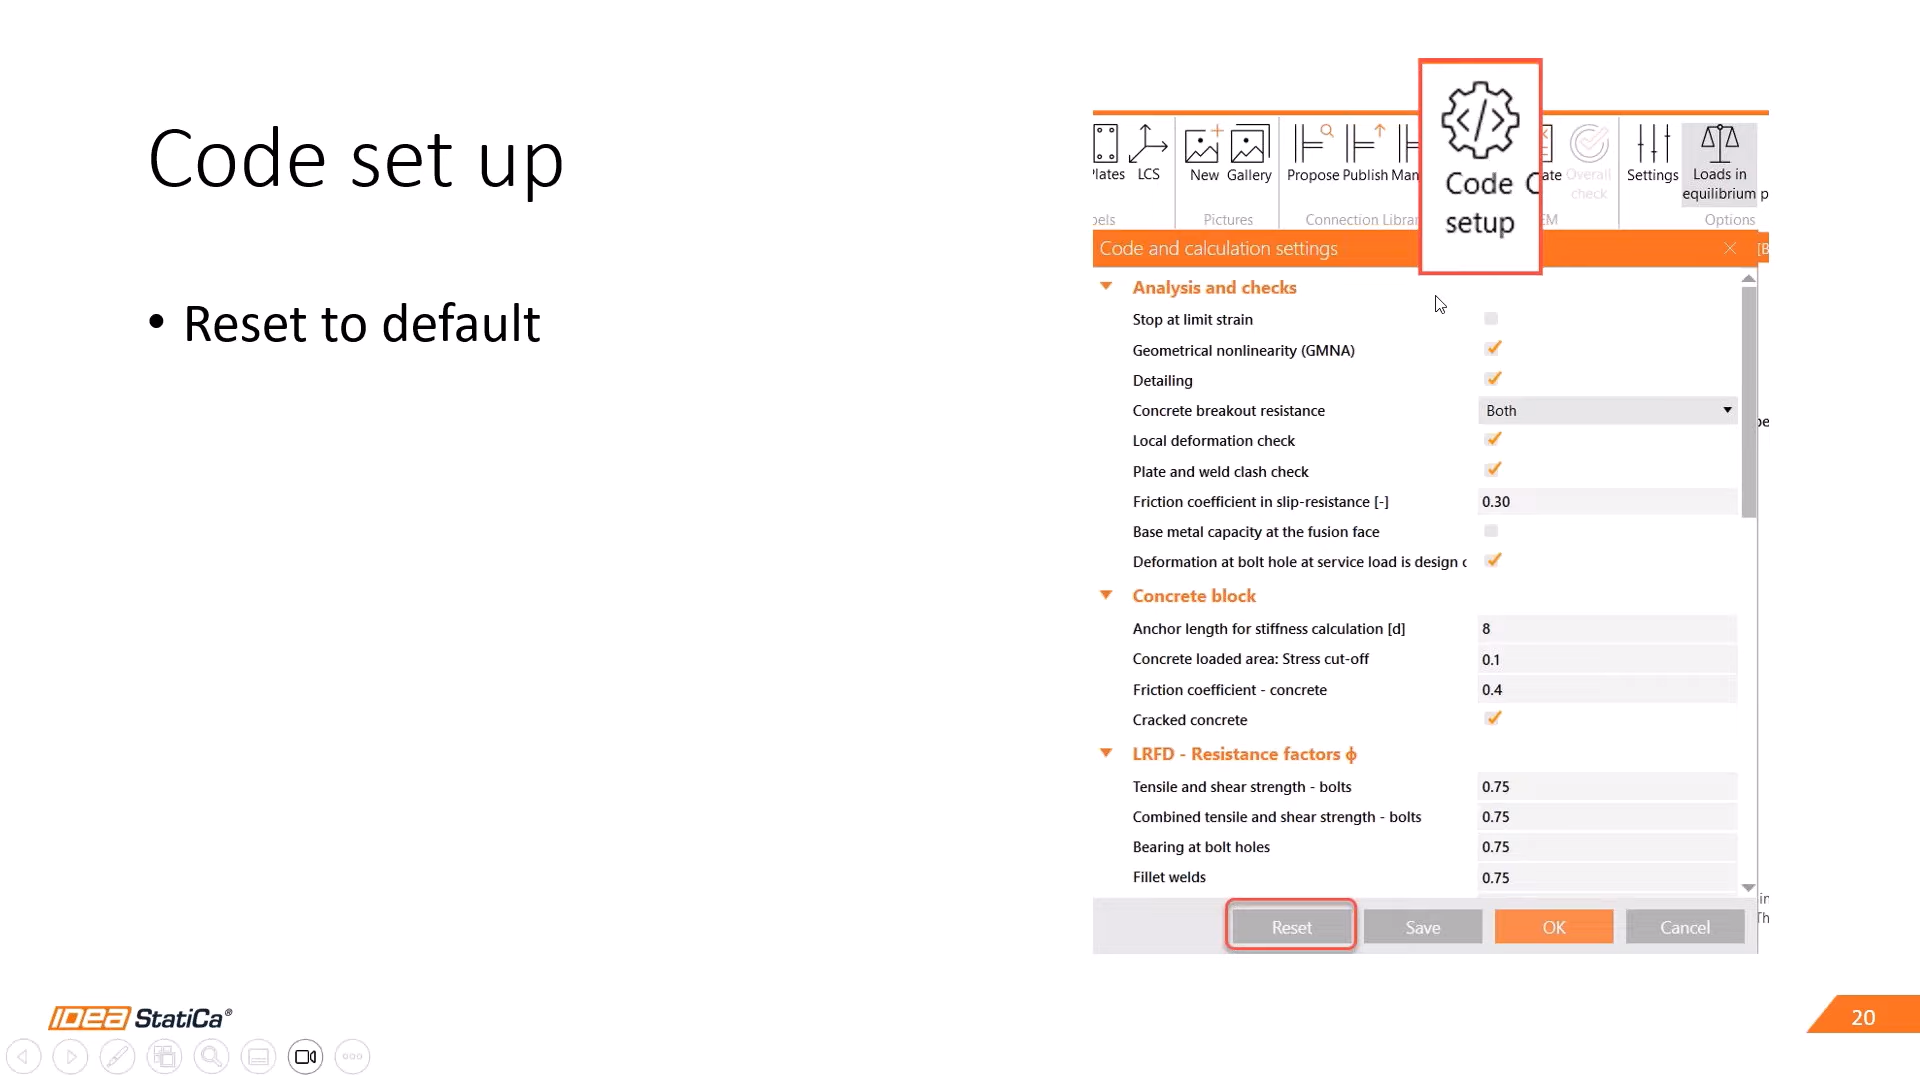 Code set up
• Reset to default
LCS
New Gallery
Propose Publish
Code
setup
Overall
check
Settings
Loads in
equilibrium
Pictures
Connection
Options
Code and calculation settings
Analysis and checks
Stop at limit strain
Geometrical nonlinearity (GMNA)
Detailing
Concrete breakout resistance Both
Local deformation check
Plate and weld clash check
Friction coefficient in slip-resistance [-] 0.30
Base metal capacity at the fusion face
Deformation at bolt hole at service load is design
Concrete block
Anchor length for stiffness calculation [d] 8
Concrete loaded area: Stress cut-off 0.1
Friction coefficient - concrete 0.4
Cracked concrete
LRFD - Resistance factors ϕ
Tensile and shear strength - bolts 0.75
Combined tensile and shear strength - bolts 0.75
Bearing at bolt holes 0.75
Fillet welds 0.75
Reset Save OK Cancel
IDEA StatiCa®
20